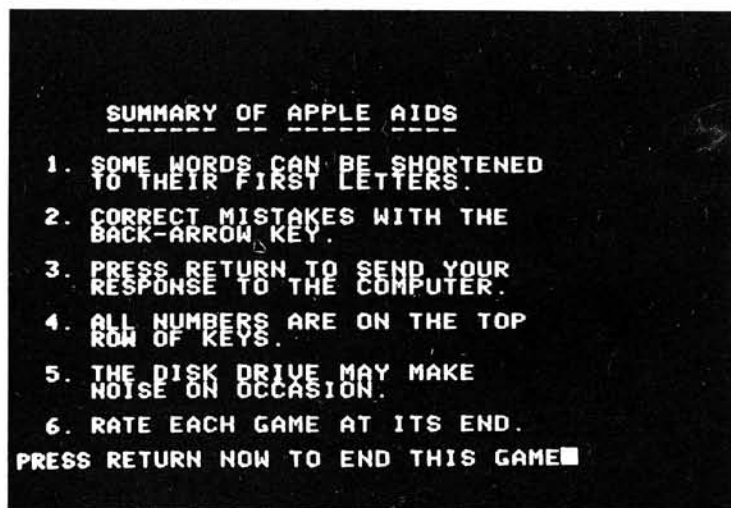 SUMMARY OF APPLE AIDS
------- -- ----- ----
1. SOME WORDS CAN BE SHORTENED
TO THEIR FIRST LETTERS.
2. CORRECT MISTAKES WITH THE
BACK-ARROW KEY.
3. PRESS RETURN TO SEND YOUR
RESPONSE TO THE COMPUTER.
4. ALL NUMBERS ARE ON THE TOP
ROW OF KEYS.
5. THE DISK DRIVE MAY MAKE
NOISE ON OCCASION.
6. RATE EACH GAME AT ITS END.
PRESS RETURN NOW TO END THIS GAME